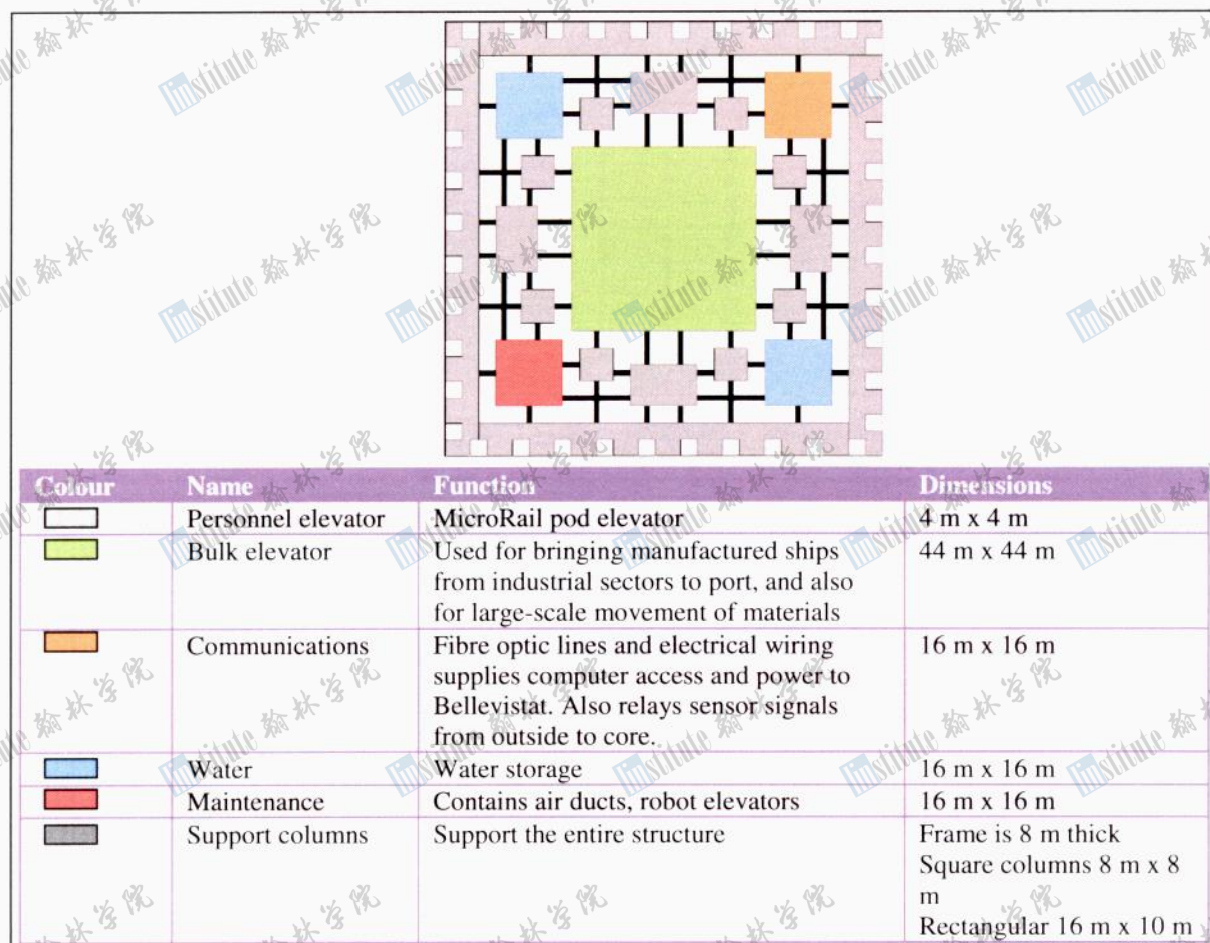 Colour Name Function Dimensions
Personnel elevator MicroRail pod elevator 4 m x 4 m
Bulk elevator Used for bringing manufactured ships 44 m x 44 m
from industrial sectors to port, and also
for large-scale movement of materials
Communications Fibre optic lines and electrical wiring 16 m x 16 m
supplies computer access and power to
Bellevistat. Also relays sensor signals
from outside to core.
Water Water storage 16 m x 16 m
Maintenance Contains air ducts, robot elevators 16 m x 16 m
Support columns Support the entire structure Frame is 8 m thick
Square columns 8 m x 8
m
Rectangular 16 m x 10 m
翰林学院